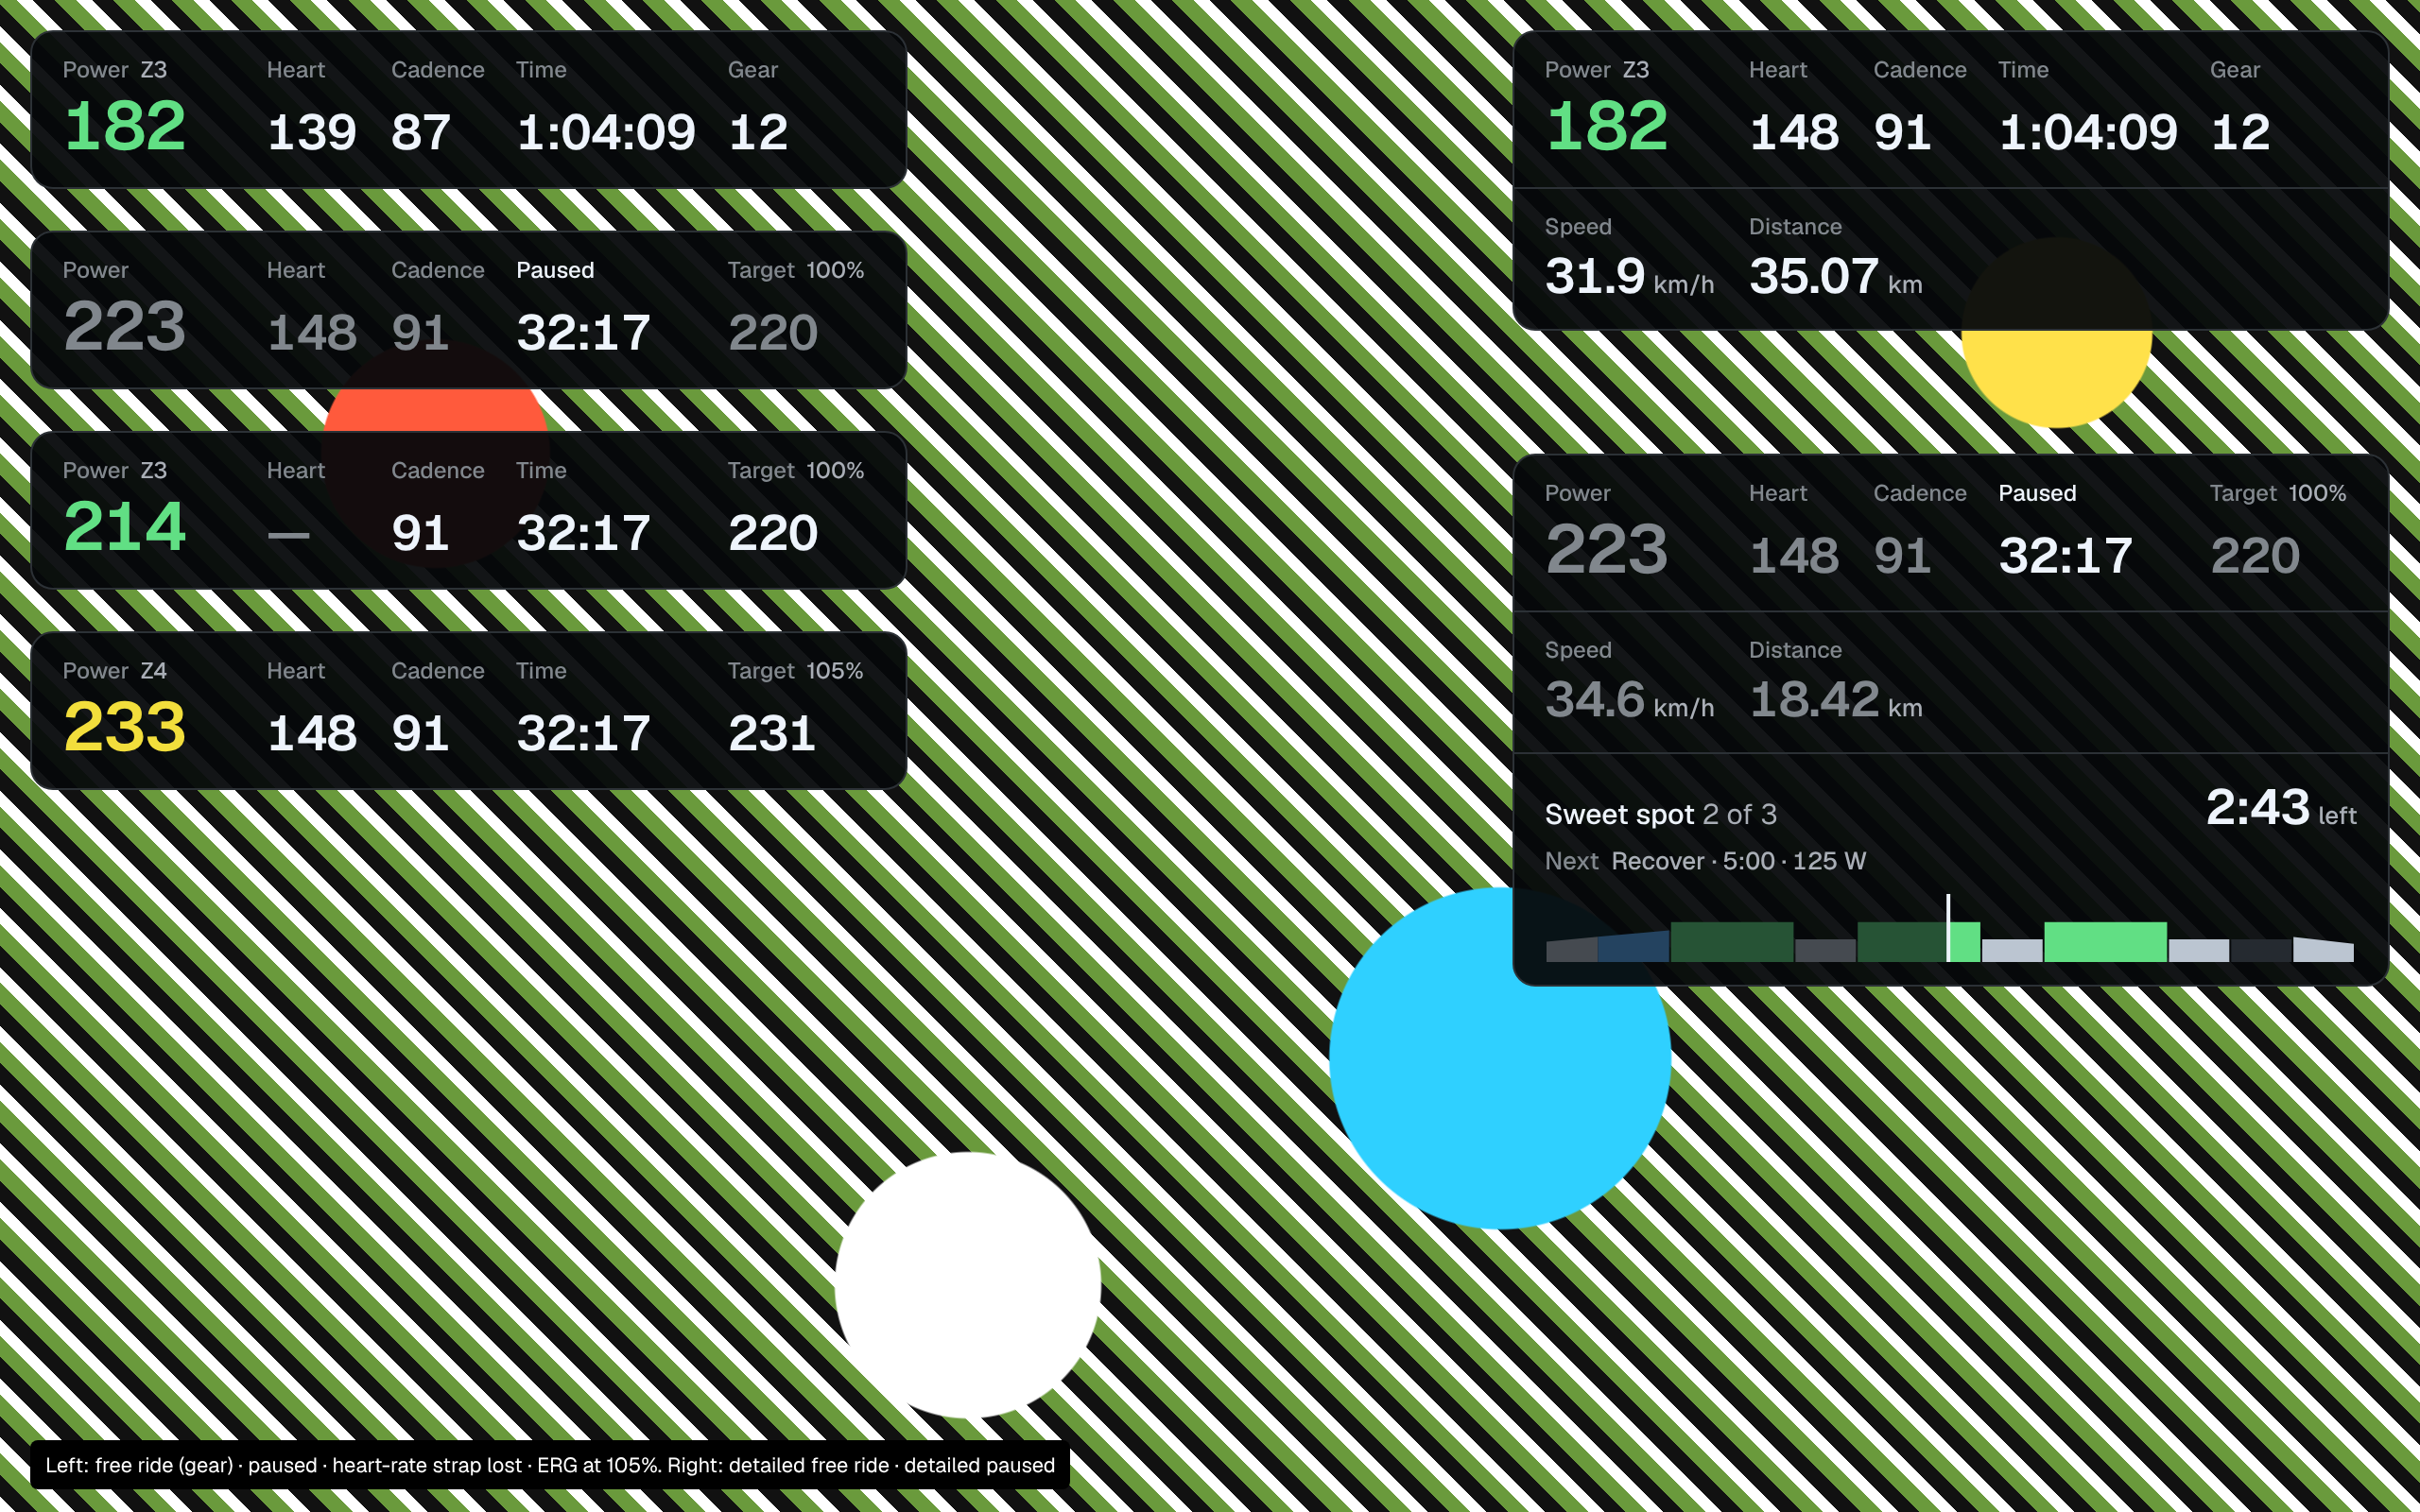 Power Z3 Heart Cadence Time Gear
182 139 87 1:04:09 12
Power Heart Cadence Paused Target 100%
223 148 91 32:17 220
Power Z3 Heart Cadence Time Target 100%
214 — 91 32:17 220
Power Z4 Heart Cadence Time Target 105%
233 148 91 32:17 231
Power Z3 Heart Cadence Time Gear
182 148 91 1:04:09 12
Speed Distance
31.9 km/h 35.07 km
Power Heart Cadence Paused Target 100%
223 148 91 32:17 220
Speed Distance
34.6 km/h 18.42 km
Sweet spot 2 of 3 2:43 left
Next Recover · 5:00 · 125 W
Left: free ride (gear) · paused · heart-rate strap lost · ERG at 105%. Right: detailed free ride · detailed paused